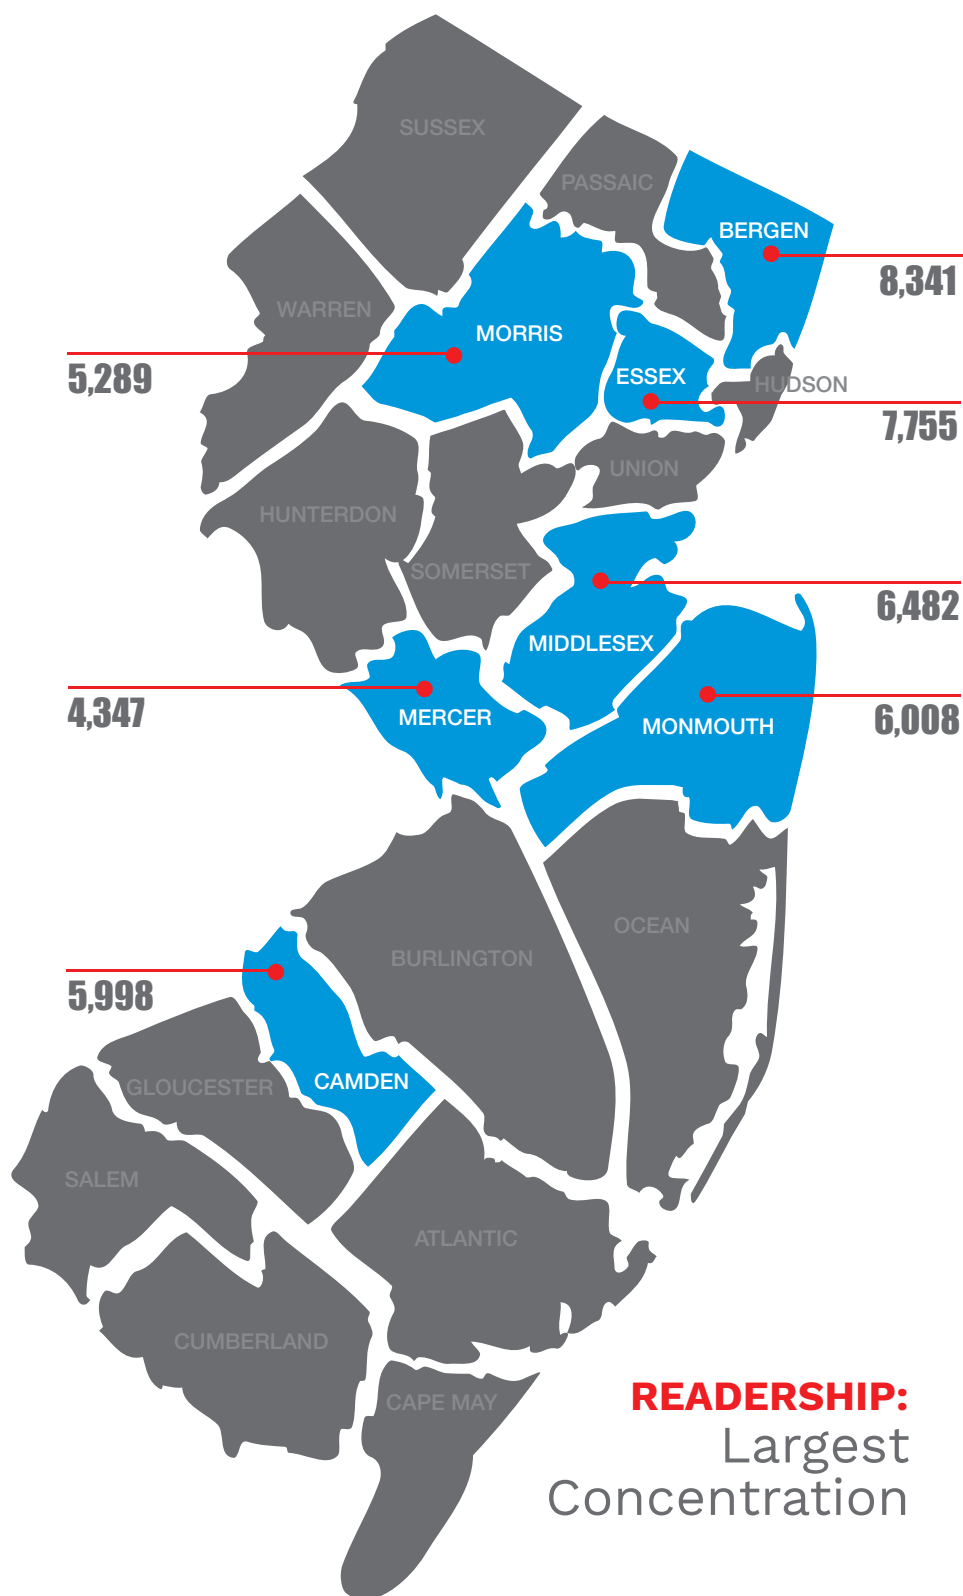 SUSSEX
PASSAIC
BERGEN
8,341
WARREN
MORRIS
5,289
ESSEX
HUDSON
7,755
UNION
HUNTERDON
SOMERSET
6,482
MIDDLESEX
4,347
MERCER
6,008
MONMOUTH
OCEAN
BURLINGTON
5,998
CAMDEN
GLOUCESTER
SALEM
ATLANTIC
CUMBERLAND
CAPE MAY
READERSHIP:
Largest
Concentration